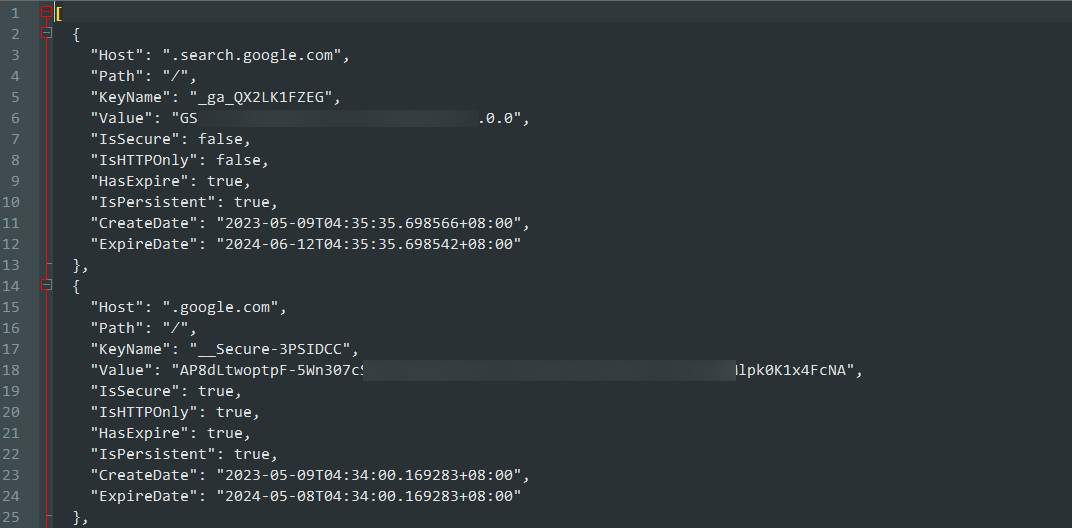 1 [
2 {
3 "Host": ".search.google.com",
4 "Path": "/",
5 "KeyName": "_ga_QX2LK1FZEG",
6 "Value": "GS .0.0",
7 "IsSecure": false,
8 "IsHTTPOnly": false,
9 "HasExpire": true,
10 "IsPersistent": true,
11 "CreateDate": "2023-05-09T04:35:35.698566+08:00",
12 "ExpireDate": "2024-06-12T04:35:35.698542+08:00"
13 },
14 {
15 "Host": ".google.com",
16 "Path": "/",
17 "KeyName": "__Secure-3PSIDCC",
18 "Value": "AP8dLtwoptpF-5Wn307c lpk0K1x4FcNA",
19 "IsSecure": true,
20 "IsHTTPOnly": true,
21 "HasExpire": true,
22 "IsPersistent": true,
23 "CreateDate": "2023-05-09T04:34:00.169283+08:00",
24 "ExpireDate": "2024-05-08T04:34:00.169283+08:00"
25 },